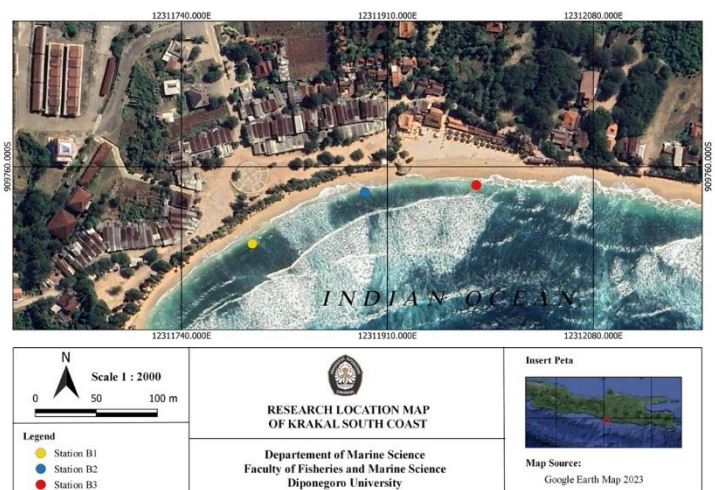 12311740.000E
12311910.000E
12312080.000E
909760.000S
909760.000S
INDIAN OCEAN
12311740.000E
12311910.000E
12312080.000E
N
Scale 1 : 2000
0 50 100 m
Legend
Station B1
Station B2
Station B3
RESEARCH LOCATION MAP
OF KRAKAL SOUTH COAST
Departement of Marine Science
Faculty of Fisheries and Marine Science
Diponegoro University
Insert Peta
Map Source:
Google Earth Map 2023